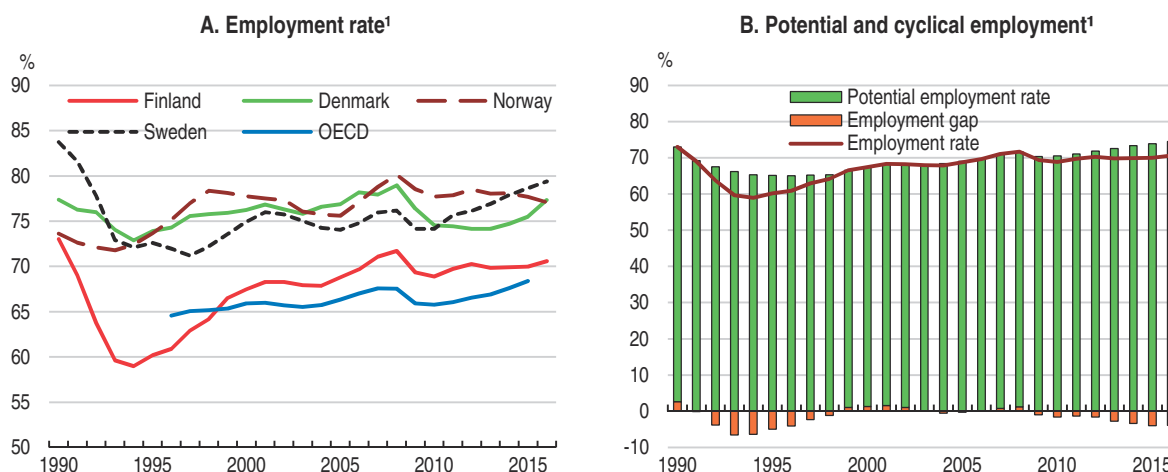 A. Employment rate¹
%
90
85
80
75
70
65
60
55
50
Finland
Denmark
Norway
Sweden
OECD
1990 1995 2000 2005 2010 2015
B. Potential and cyclical employment¹
%
90
80
70
60
50
40
30
20
10
0
-10
Potential employment rate
Employment gap
Employment rate
1990 1995 2000 2005 2010 2015